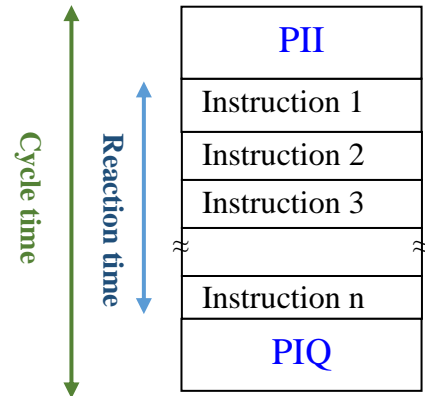 PII
Instruction 1
Instruction 2
Instruction 3
Instruction n
PIQ
Cycle time
Reaction time